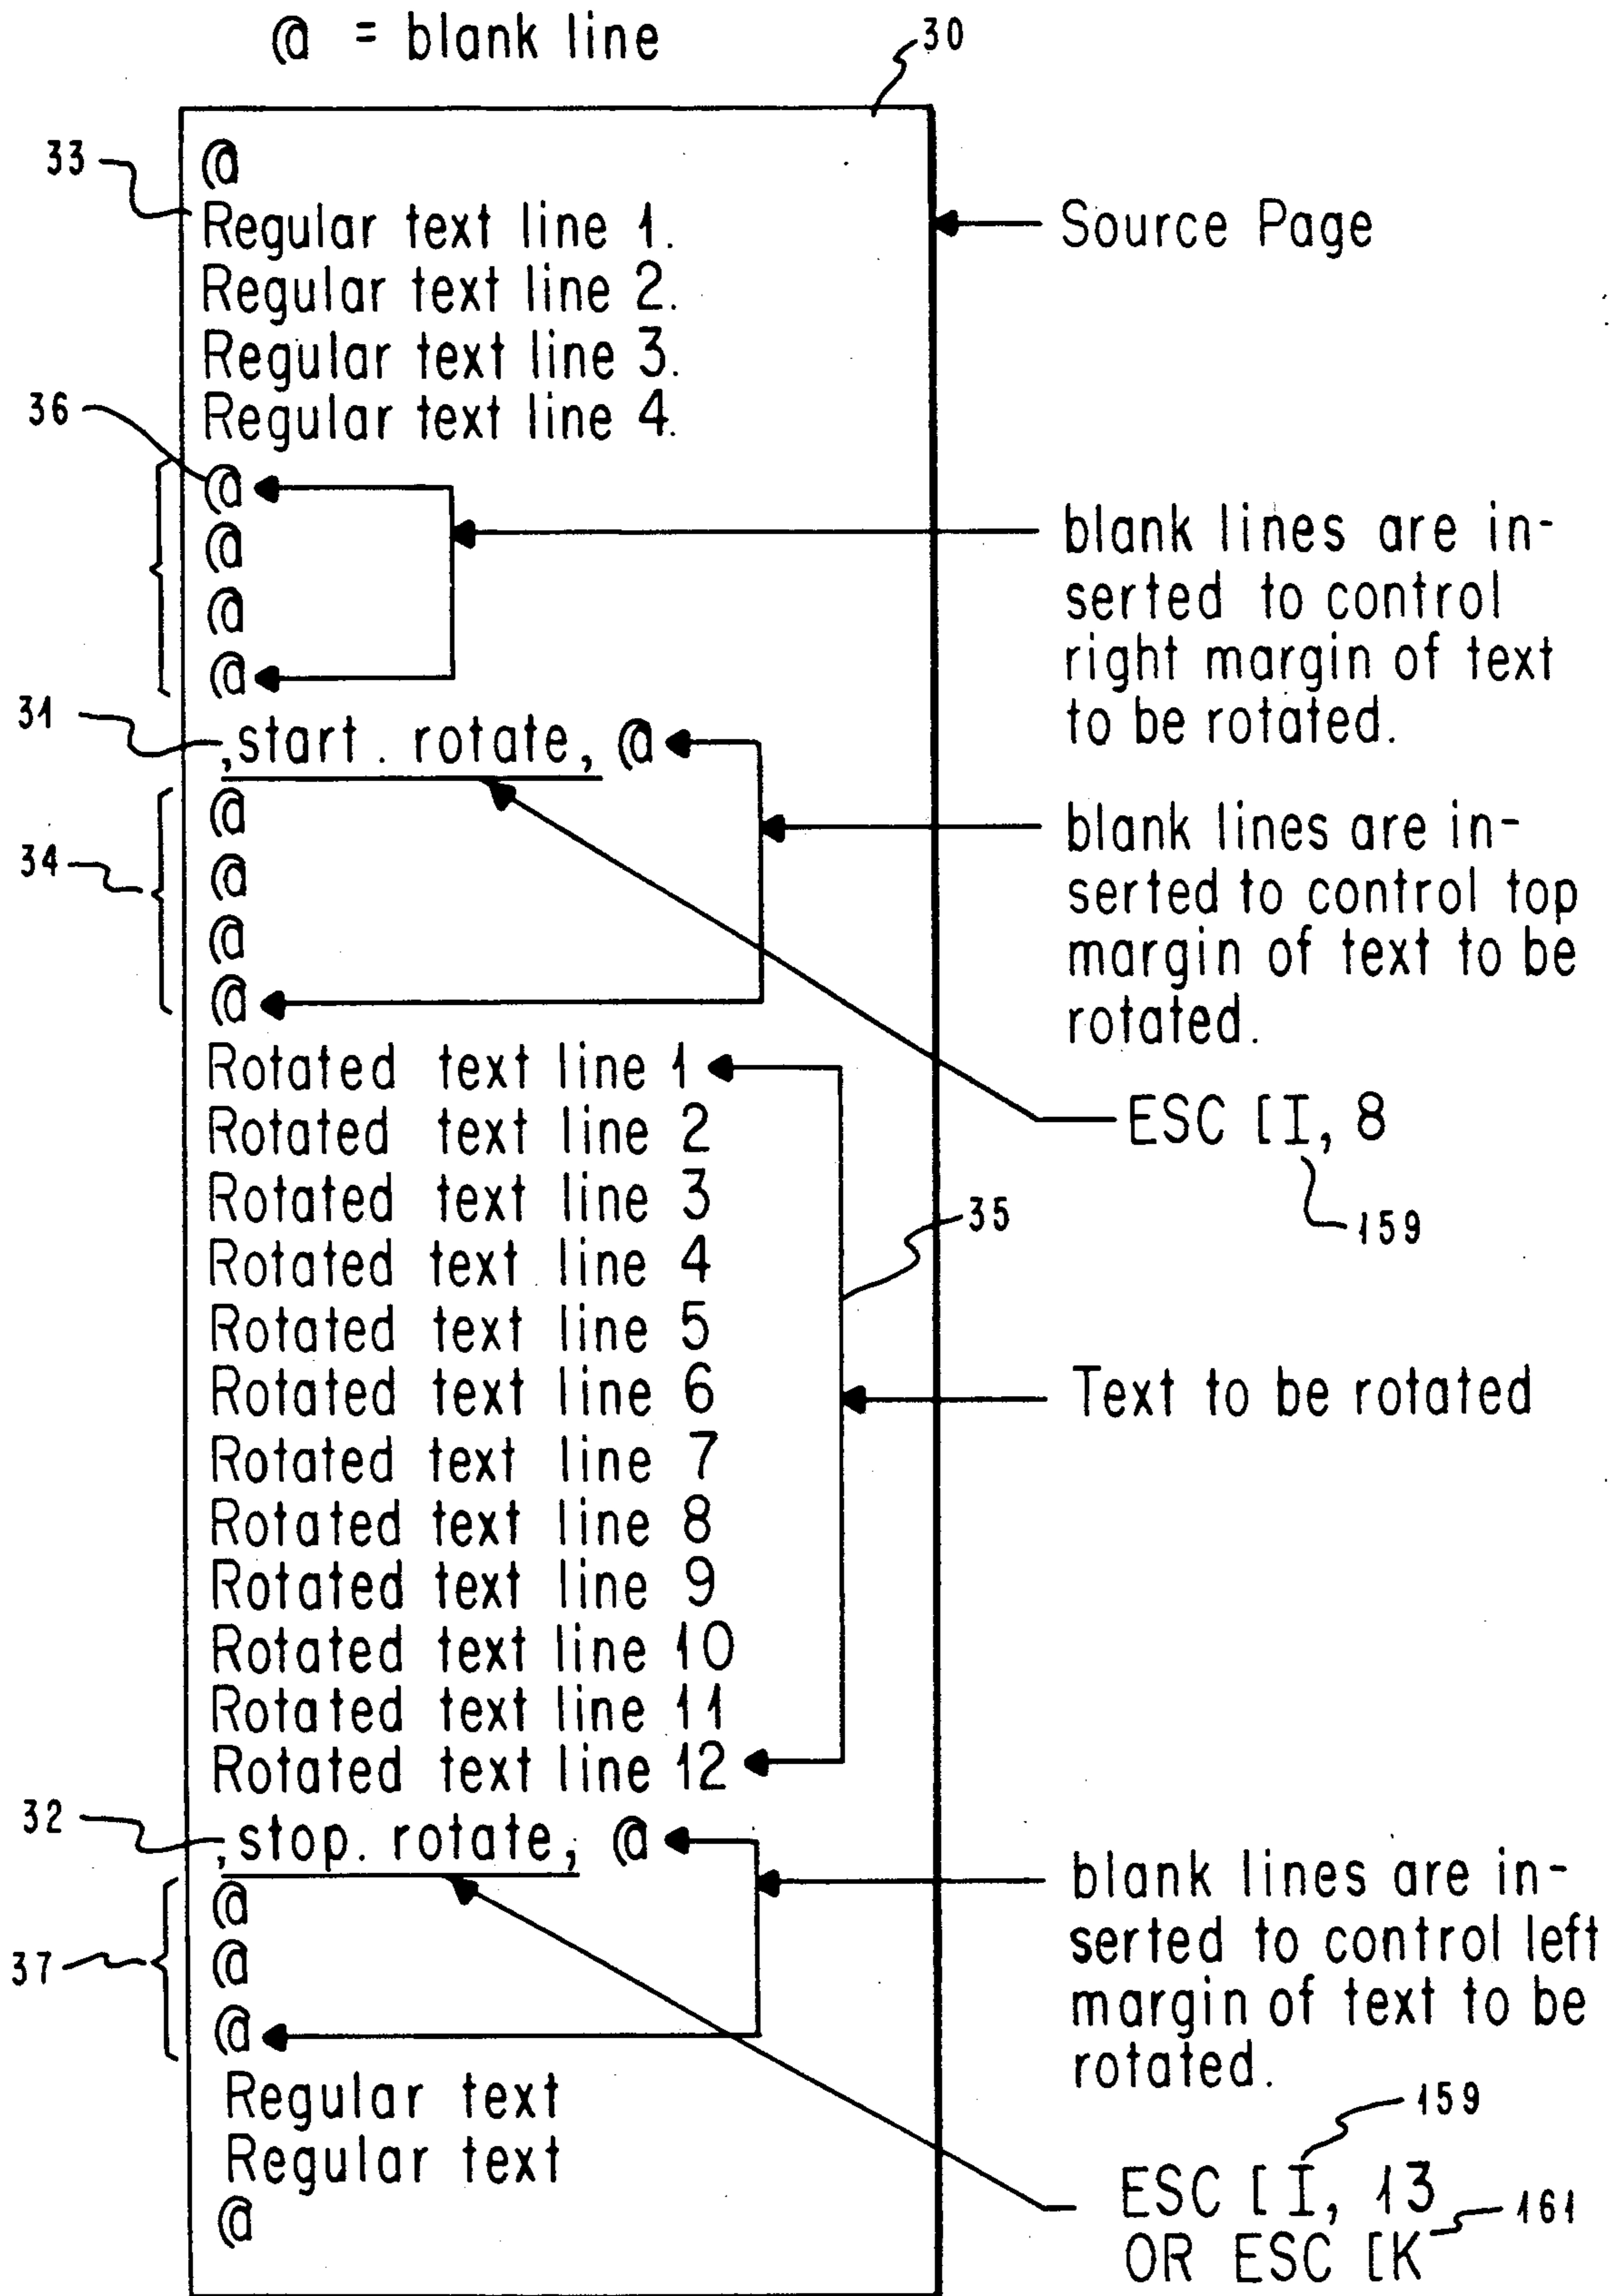 @ = blank line
30
@
33
Regular text line 1.
Source Page
Regular text line 2.
Regular text line 3.
Regular text line 4.
36
@
@
@
@
blank lines are in-
serted to control
right margin of text
to be rotated.
31
,start. rotate, @
34
@
@
@
@
blank lines are in-
serted to control top
margin of text to be
rotated.
Rotated text line 1
Rotated text line 2
ESC [I, 8
159
Rotated text line 3
35
Rotated text line 4
Rotated text line 5
Rotated text line 6
Text to be rotated
Rotated text line 7
Rotated text line 8
Rotated text line 9
Rotated text line 10
Rotated text line 11
Rotated text line 12
32
,stop. rotate, @
37
@
@
@
blank lines are in-
serted to control left
margin of text to be
rotated.
Regular text
Regular text
@
159
ESC [I, 13
OR ESC [K
161